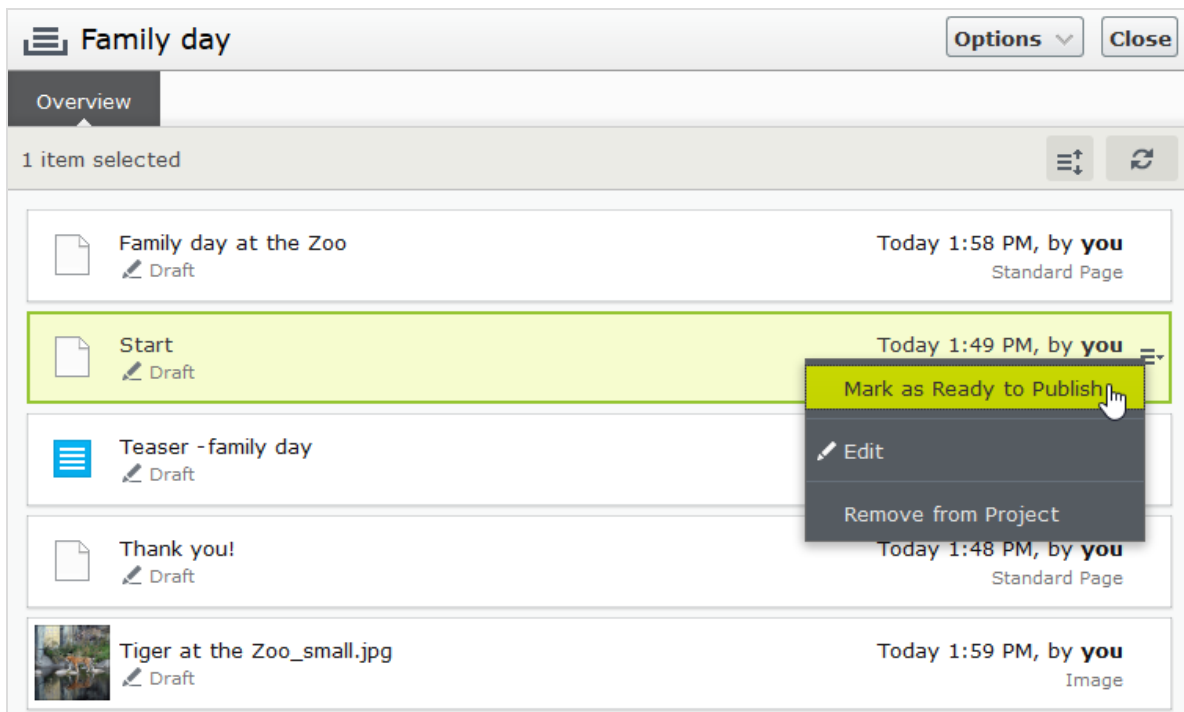 Family day
Options
Close
Overview
1 item selected
Family day at the Zoo
Today 1:58 PM, by you
Draft
Standard Page
Start
Today 1:49 PM, by you
Draft
Mark as Ready to Publish
Teaser -family day
Edit
Draft
Remove from Project
Thank you!
Today 1:48 PM, by you
Draft
Standard Page
Tiger at the Zoo_small.jpg
Today 1:59 PM, by you
Draft
Image